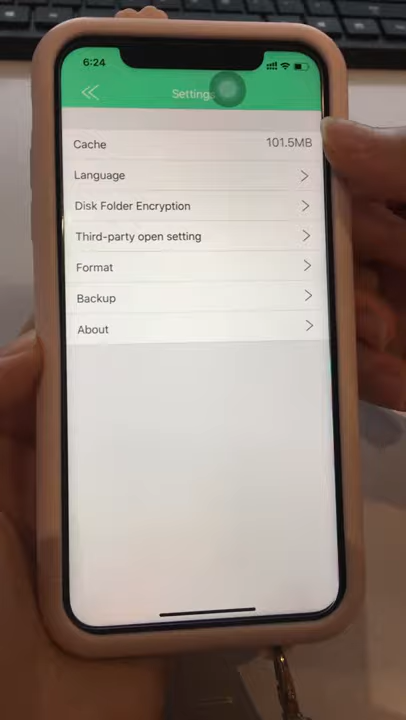 6:24
Settings
Cache 101.5MB
Language
Disk Folder Encryption
Third-party open setting
Format
Backup
About